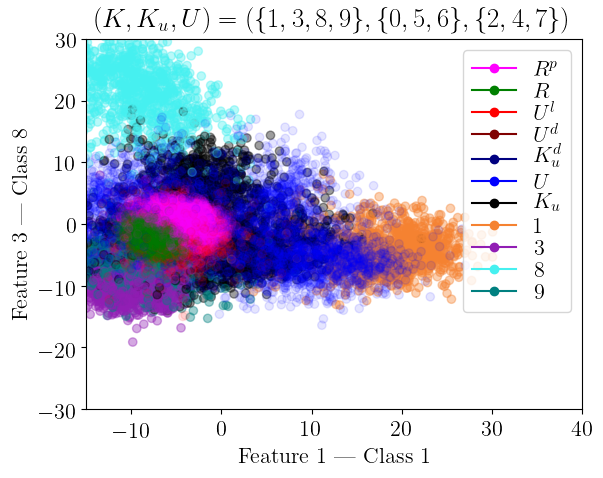 (K, K_u, U) = ({1, 3, 8, 9}, {0, 5, 6}, {2, 4, 7})
30
20
10
0
−10
−20
−30
Feature 3 — Class 8
R^p
R
U^l
U^d
K_u^d
U
K_u
1
3
8
9
−10 0 10 20 30 40
Feature 1 — Class 1